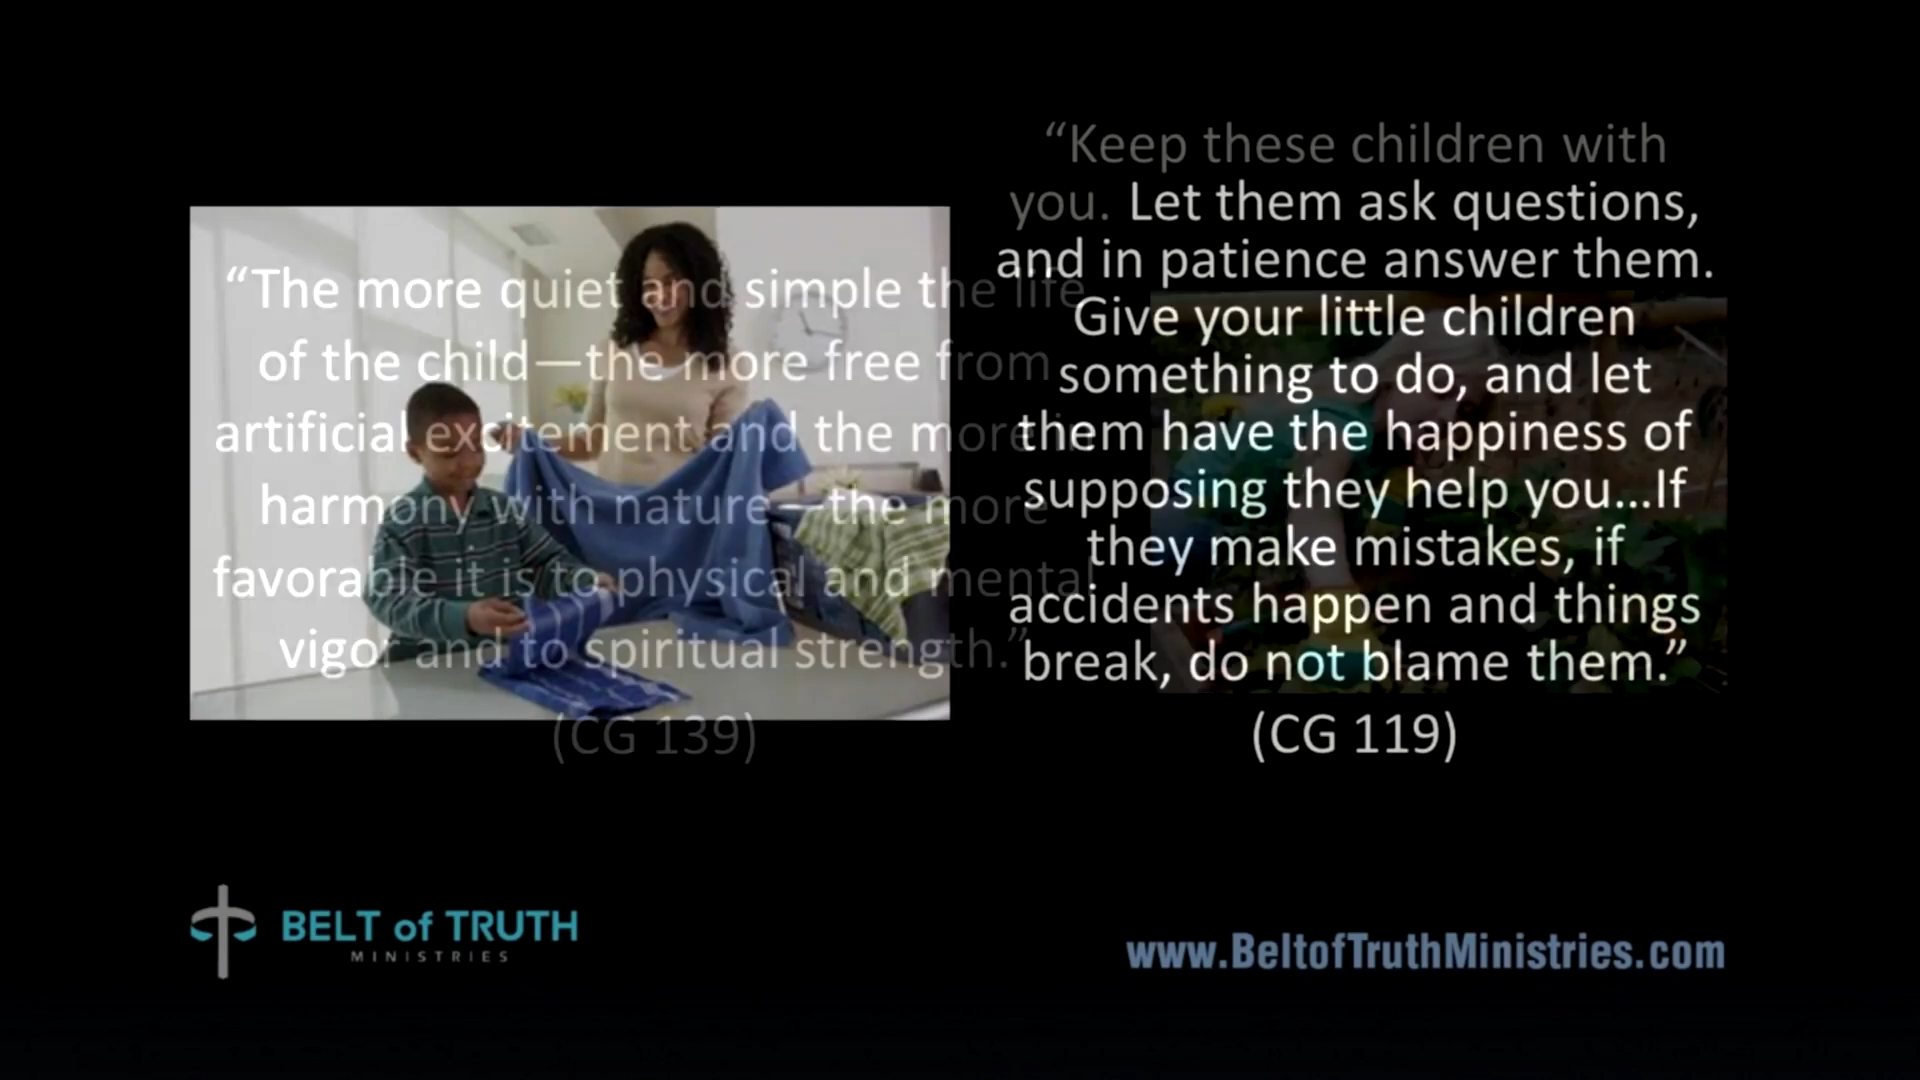 “The more quiet and simple the life
of the child—the more free from
artificial excitement and the more in
harmony with nature—the more
favorable it is to physical and mental
vigor and to spiritual strength.”
(CG 139)
“Keep these children with
you. Let them ask questions,
and in patience answer them.
Give your little children
something to do, and let
them have the happiness of
supposing they help you...If
they make mistakes, if
accidents happen and things
break, do not blame them.”
(CG 119)
BELT of TRUTH
MINISTRIES
www.BeltofTruthMinistries.com